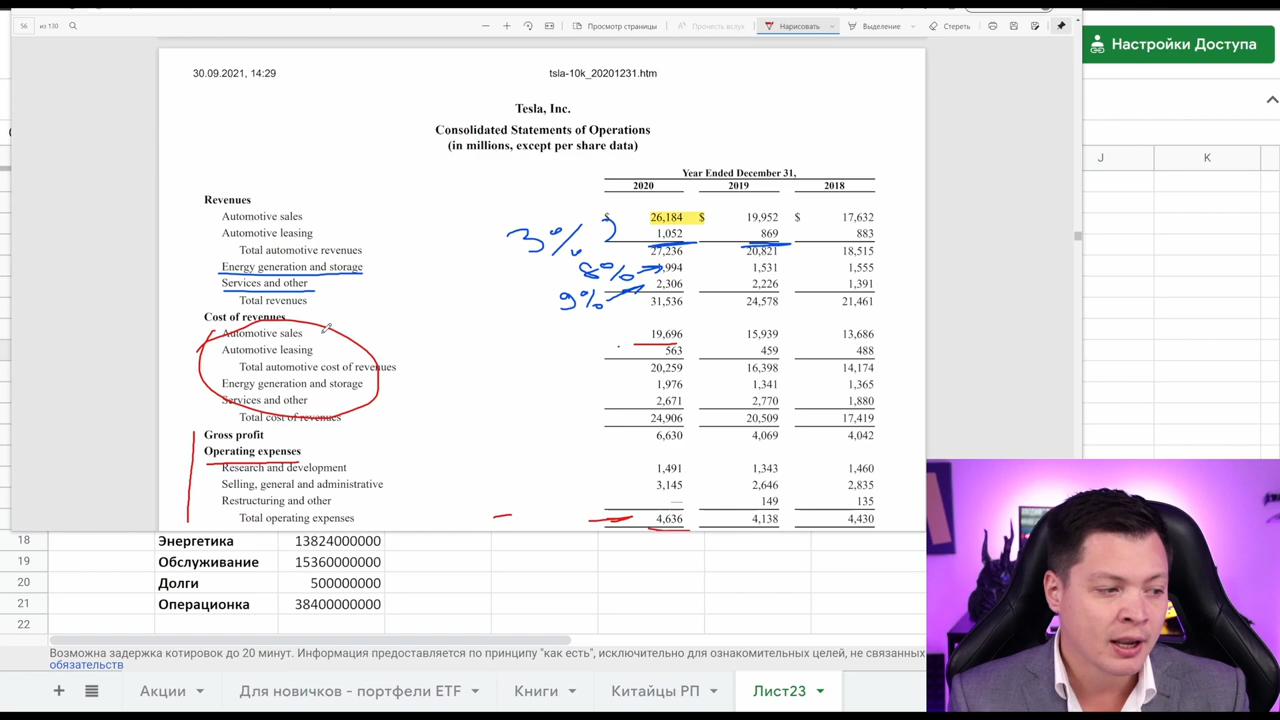 56 из 130 Просмотр страницы Прочесть вслух Нарисовать Выделение Стереть
Настройки Доступа
30.09.2021, 14:29 tsla-10k_20201231.htm
Tesla, Inc.
Consolidated Statements of Operations
(in millions, except per share data)
Year Ended December 31,
2020 2019 2018
Revenues
Automotive sales $ 26,184 $ 19,952 $ 17,632
Automotive leasing 1,052 869 883
3%
Total automotive revenues 27,236 20,821 18,515
Energy generation and storage 8% ,994 1,531 1,555
Services and other 9% 2,306 2,226 1,391
Total revenues 31,536 24,578 21,461
Cost of revenues
Automotive sales 19,696 15,939 13,686
Automotive leasing 563 459 488
Total automotive cost of revenues 20,259 16,398 14,174
Energy generation and storage 1,976 1,341 1,365
Services and other 2,671 2,770 1,880
Total cost of revenues 24,906 20,509 17,419
Gross profit 6,630 4,069 4,042
Operating expenses
Research and development 1,491 1,343 1,460
Selling, general and administrative 3,145 2,646 2,835
Restructuring and other — 149 135
Total operating expenses 4,636 4,138 4,430
J K
18 Энергетика 13824000000
19 Обслуживание 15360000000
20 Долги 500000000
21 Операционка 38400000000
22
Возможна задержка котировок до 20 минут. Информация предоставляется по принципу "как есть", исключительно для ознакомительных целей, не связанных
обязательств
+ Акции Для новичков - портфели ETF Книги Китайцы РП Лист23